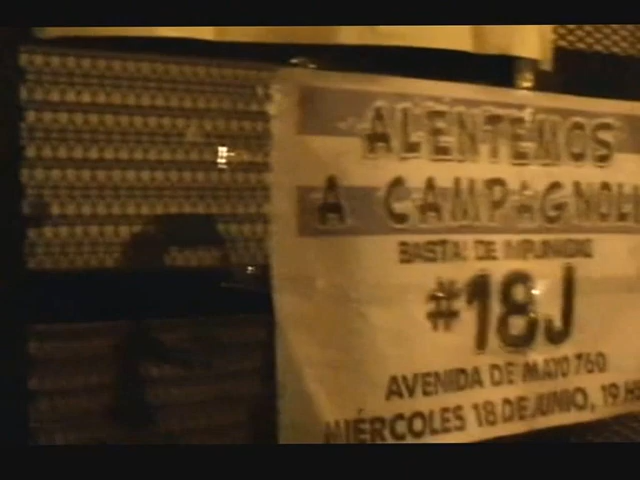 ALENTEMOS
A CAMPAGNOLI
BASTA! DE IMPUNIDAD
#18J
AVENIDA DE MAYO 760
MIÉRCOLES 18 DE JUNIO, 19 HS